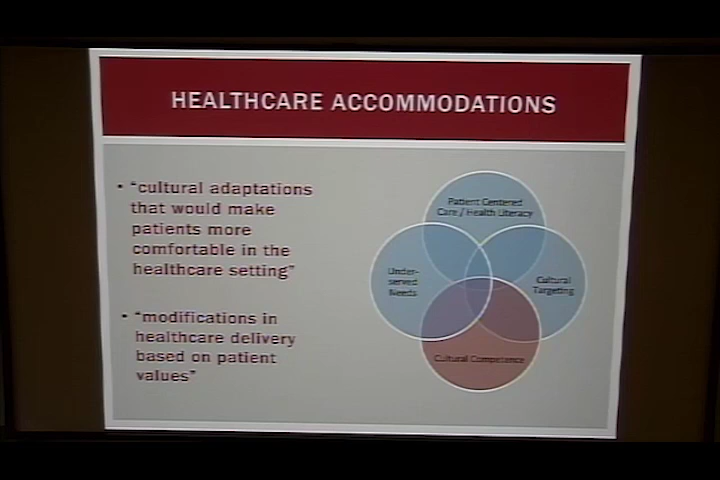 HEALTHCARE ACCOMMODATIONS
• "cultural adaptations
that would make
patients more
comfortable in the
healthcare setting"
• "modifications in
healthcare delivery
based on patient
values"
Patient Centered
Care / Health Literacy
Under-
served
Needs
Cultural
Targeting
Cultural Competence